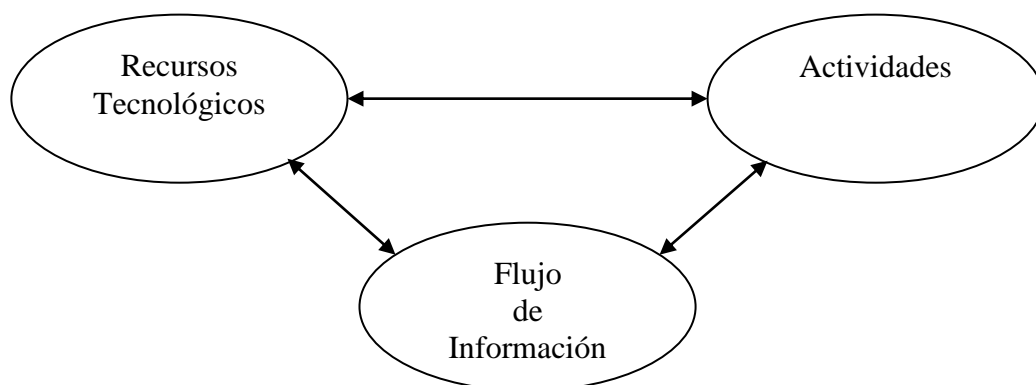 Recursos
Tecnológicos
Actividades
Flujo
de
Información